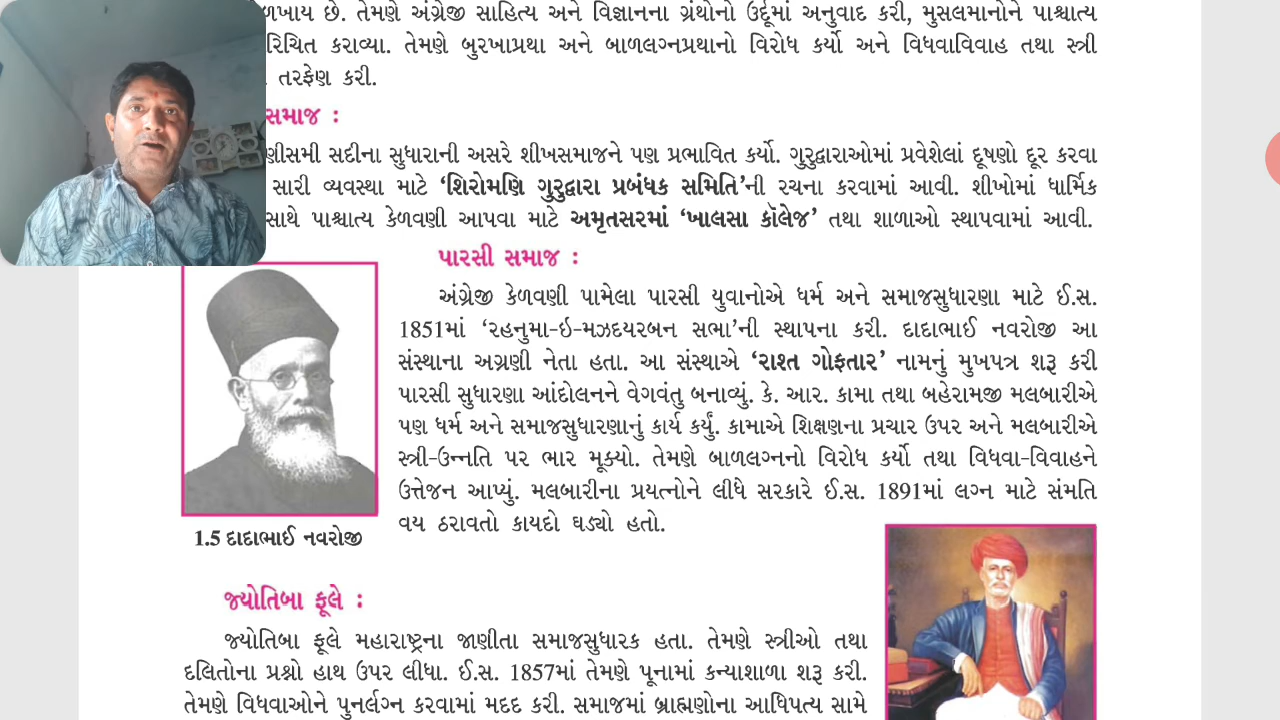 ળખાય છે. તેમણે અંગ્રેજી સાહિત્ય અને વિજ્ઞાનના ગ્રંથોનો ઉર્દૂમાં અનુવાદ કરી, મુસલમાનોને પાશ્ચાત્ય
રિચિત કરાવ્યા. તેમણે બુરખાપ્રથા અને બાળલગ્નપ્રથાનો વિરોધ કર્યો અને વિધવાવિવાહ તથા સ્ત્રી
તરફેણ કરી.
સમાજ :
ણીસમી સદીના સુધારાની અસરે શીખસમાજને પણ પ્રભાવિત કર્યો. ગુરુદ્વારાઓમાં પ્રવેશેલાં દૂષણો દૂર કરવા
સારી વ્યવસ્થા માટે ‘શિરોમણિ ગુરુદ્વારા પ્રબંધક સમિતિ’ની રચના કરવામાં આવી. શીખોમાં ધાર્મિક
સાથે પાશ્ચાત્ય કેળવણી આપવા માટે અમૃતસરમાં ‘ખાલસા કૉલેજ’ તથા શાળાઓ સ્થાપવામાં આવી.
પારસી સમાજ :
અંગ્રેજી કેળવણી પામેલા પારસી યુવાનોએ ધર્મ અને સમાજસુધારણા માટે ઈ.સ.
1851માં ‘રહનુમા-ઇ-મઝદયરબન સભા’ની સ્થાપના કરી. દાદાભાઈ નવરોજી આ
સંસ્થાના અગ્રણી નેતા હતા. આ સંસ્થાએ ‘રાશ્ત ગોફતાર’ નામનું મુખપત્ર શરૂ કરી
પારસી સુધારણા આંદોલનને વેગવંતુ બનાવ્યું. કે. આર. કામા તથા બહેરામજી મલબારીએ
પણ ધર્મ અને સમાજસુધારણાનું કાર્ય કર્યું. કામાએ શિક્ષણના પ્રચાર ઉપર અને મલબારીએ
સ્ત્રી-ઉન્નતિ પર ભાર મૂક્યો. તેમણે બાળલગ્નનો વિરોધ કર્યો તથા વિધવા-વિવાહને
ઉત્તેજન આપ્યું. મલબારીના પ્રયત્નોને લીધે સરકારે ઈ.સ. 1891માં લગ્ન માટે સંમતિ
વય ઠરાવતો કાયદો ઘડ્યો હતો.
1.5 દાદાભાઈ નવરોજી
જ્યોતિબા ફૂલે :
જ્યોતિબા ફૂલે મહારાષ્ટ્રના જાણીતા સમાજસુધારક હતા. તેમણે સ્ત્રીઓ તથા
દલિતોના પ્રશ્નો હાથ ઉપર લીધા. ઈ.સ. 1857માં તેમણે પૂનામાં કન્યાશાળા શરૂ કરી.
તેમણે વિધવાઓને પુનર્લગ્ન કરવામાં મદદ કરી. સમાજમાં બ્રાહ્મણોના આધિપત્ય સામે